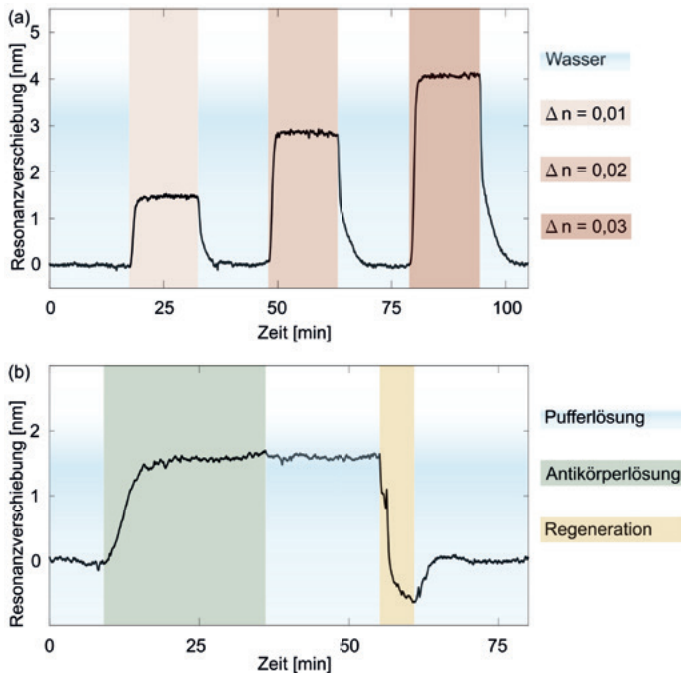 (a)
Resonanzverschiebung [nm]
5
4
3
2
1
0
0 25 50 75 100
Zeit [min]
Wasser
Δ n = 0,01
Δ n = 0,02
Δ n = 0,03
(b)
Resonanzverschiebung [nm]
2
1
0
0 25 50 75
Zeit [min]
Pufferlösung
Antikörperlösung
Regeneration